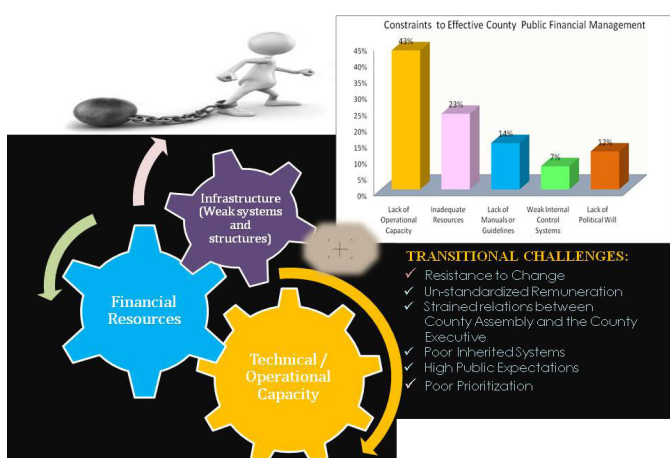 Constraints to Effective County Public Financial Management
45%
40%
35%
30%
25%
20%
15%
10%
5%
0%
43%
23%
14%
7%
12%
Lack of
Operational
Capacity
Inadequate
Resources
Lack of
Manuals or
Guidelines
Weak Internal
Control
Systems
Lack of
Political Will
Infrastructure
(Weak systems
and
structures)
Financial
Resources
Technical /
Operational
Capacity
TRANSITIONAL CHALLENGES:
✓ Resistance to Change
✓ Un-standardized Remuneration
✓ Strained relations between
County Assembly and the County
Executive
✓ Poor Inherited Systems
✓ High Public Expectations
✓ Poor Prioritization